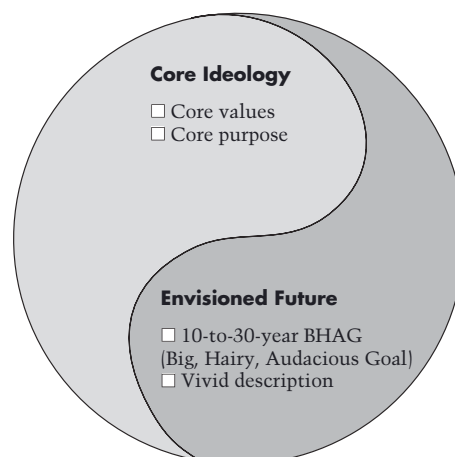 Core Ideology
☐ Core values
☐ Core purpose
Envisioned Future
☐ 10-to-30-year BHAG
(Big, Hairy, Audacious Goal)
☐ Vivid description